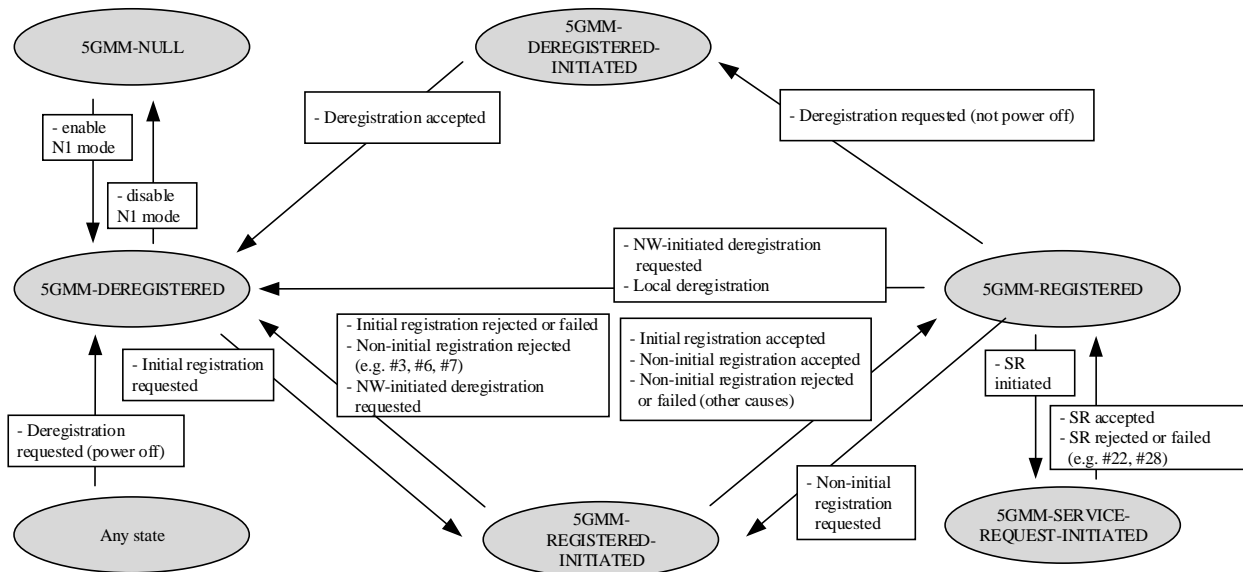 5GMM-NULL
5GMM-
DEREGISTERED-
INITIATED
- enable
N1 mode
- disable
N1 mode
- Deregistration accepted
- Deregistration requested (not power off)
5GMM-DEREGISTERED
- NW-initiated deregistration
requested
- Local deregistration
5GMM-REGISTERED
- Initial registration
requested
- Initial registration rejected or failed
- Non-initial registration rejected
(e.g. #3, #6, #7)
- NW-initiated deregistration
requested
- Initial registration accepted
- Non-initial registration accepted
- Non-initial registration rejected
or failed (other causes)
- SR
initiated
- SR accepted
- SR rejected or failed
(e.g. #22, #28)
- Deregistration
requested (power off)
- Non-initial
registration
requested
Any state
5GMM-
REGISTERED-
INITIATED
5GMM-SERVICE-
REQUEST-INITIATED